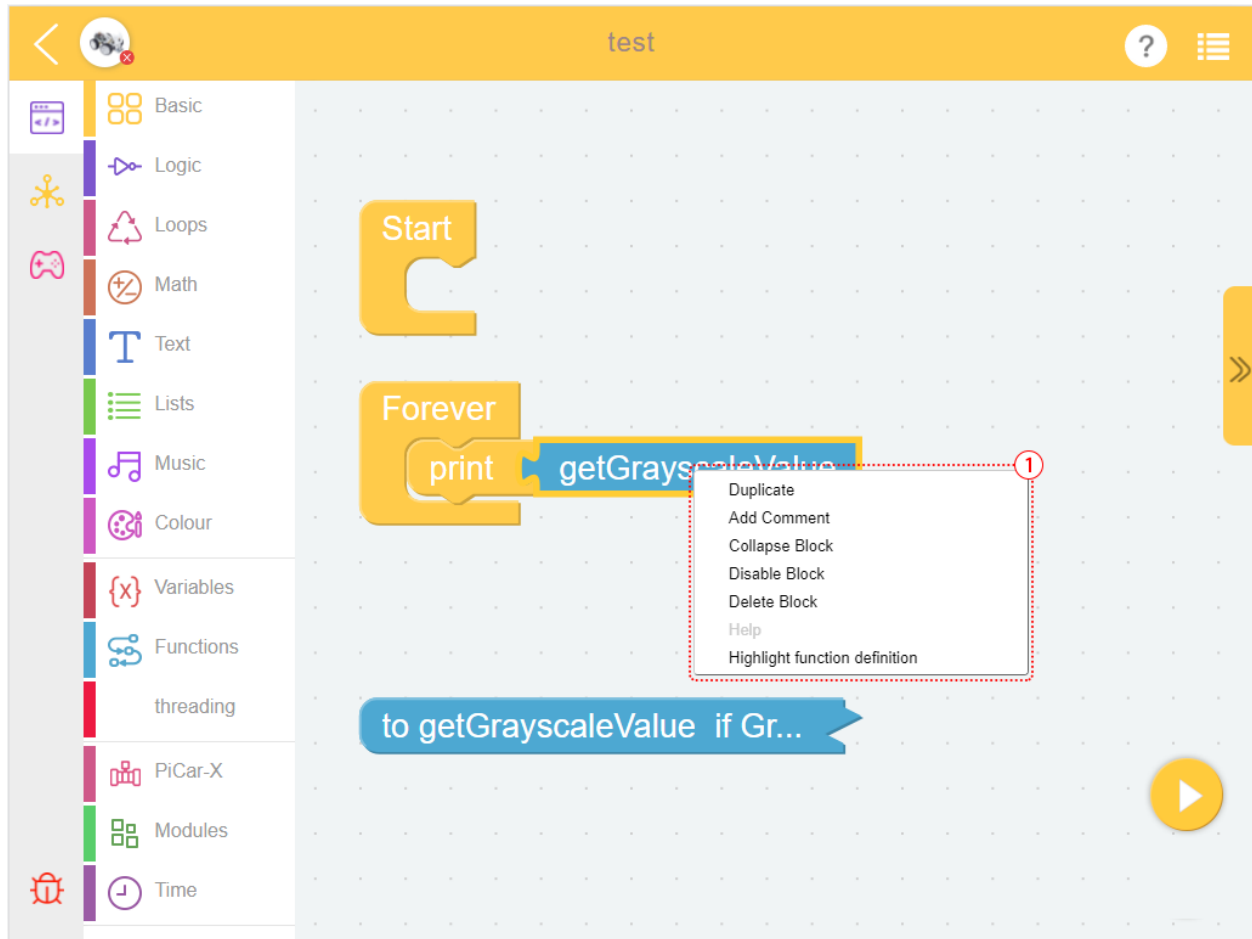 test
?
Basic
Logic
Loops
Math
Text
Lists
Music
Colour
Variables
Functions
threading
PiCar-X
Modules
Time
Start
Forever
print getGrayscaleValue
1
Duplicate
Add Comment
Collapse Block
Disable Block
Delete Block
Help
Highlight function definition
to getGrayscaleValue if Gr...